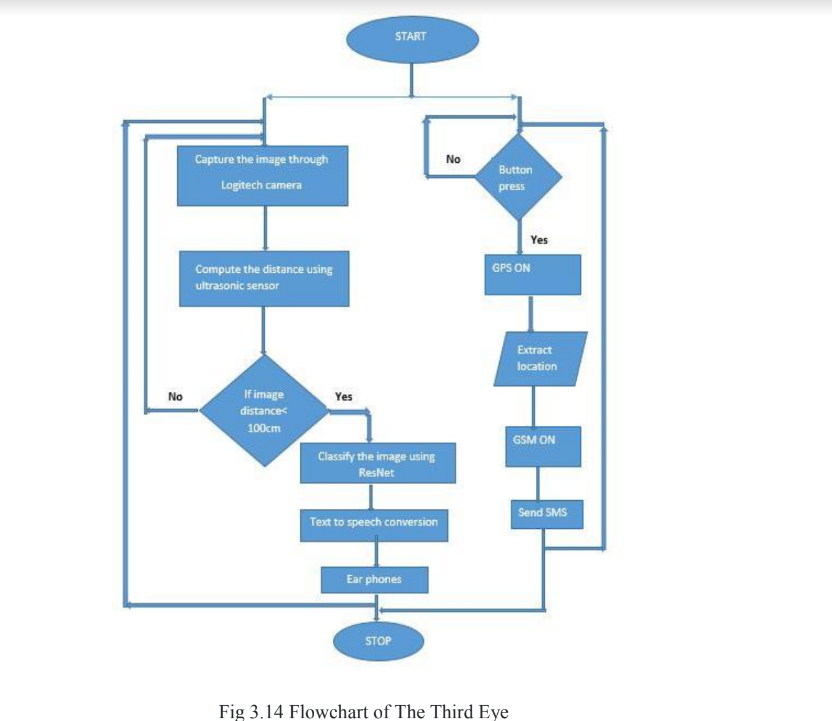 START
Capture the image through
Logitech camera
Compute the distance using
ultrasonic sensor
If image
distance<
100cm
No
Yes
Classify the image using
ResNet
Text to speech conversion
Ear phones
STOP
Button
press
No
Yes
GPS ON
Extract
location
GSM ON
Send SMS
Fig 3.14 Flowchart of The Third Eye